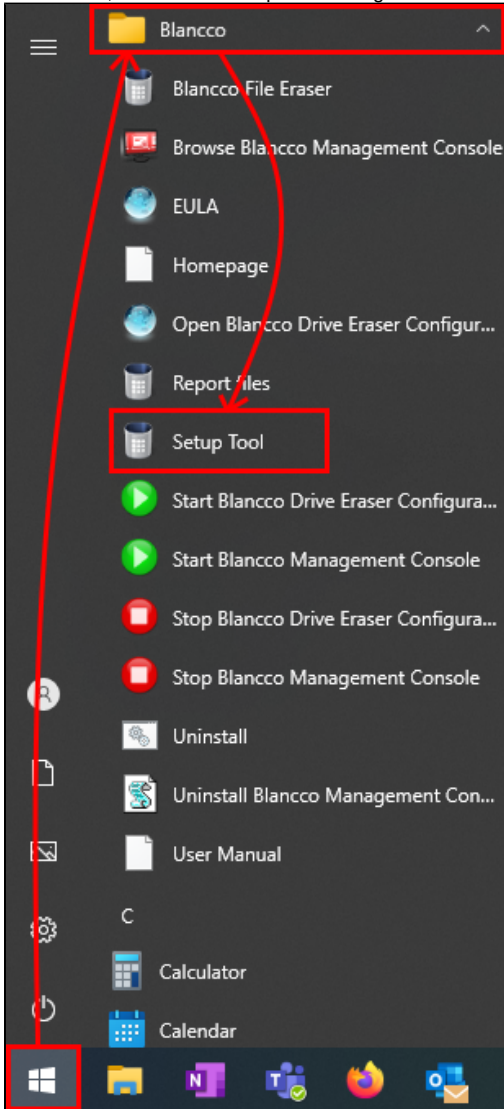 Blancco
Blancco File Eraser
Browse Blancco Management Console
EULA
Homepage
Open Blancco Drive Eraser Configur...
Report files
Setup Tool
Start Blancco Drive Eraser Configura...
Start Blancco Management Console
Stop Blancco Drive Eraser Configura...
Stop Blancco Management Console
Uninstall
Uninstall Blancco Management Con...
User Manual
C
Calculator
Calendar
N